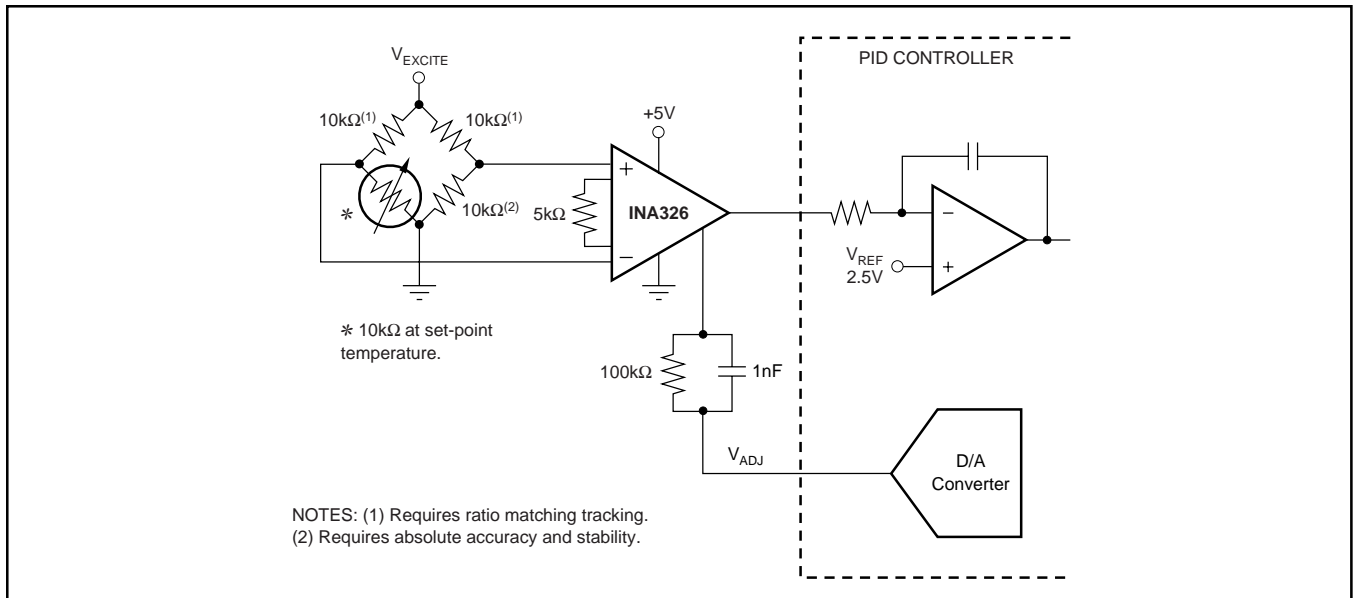 PID CONTROLLER
V_EXCITE
10kΩ(1)
10kΩ(1)
+5V
+
10kΩ(2)
5kΩ
INA326
*
–
–
V_REF
2.5V
+
* 10kΩ at set-point
temperature.
100kΩ
1nF
V_ADJ
D/A
Converter
NOTES: (1) Requires ratio matching tracking.
(2) Requires absolute accuracy and stability.